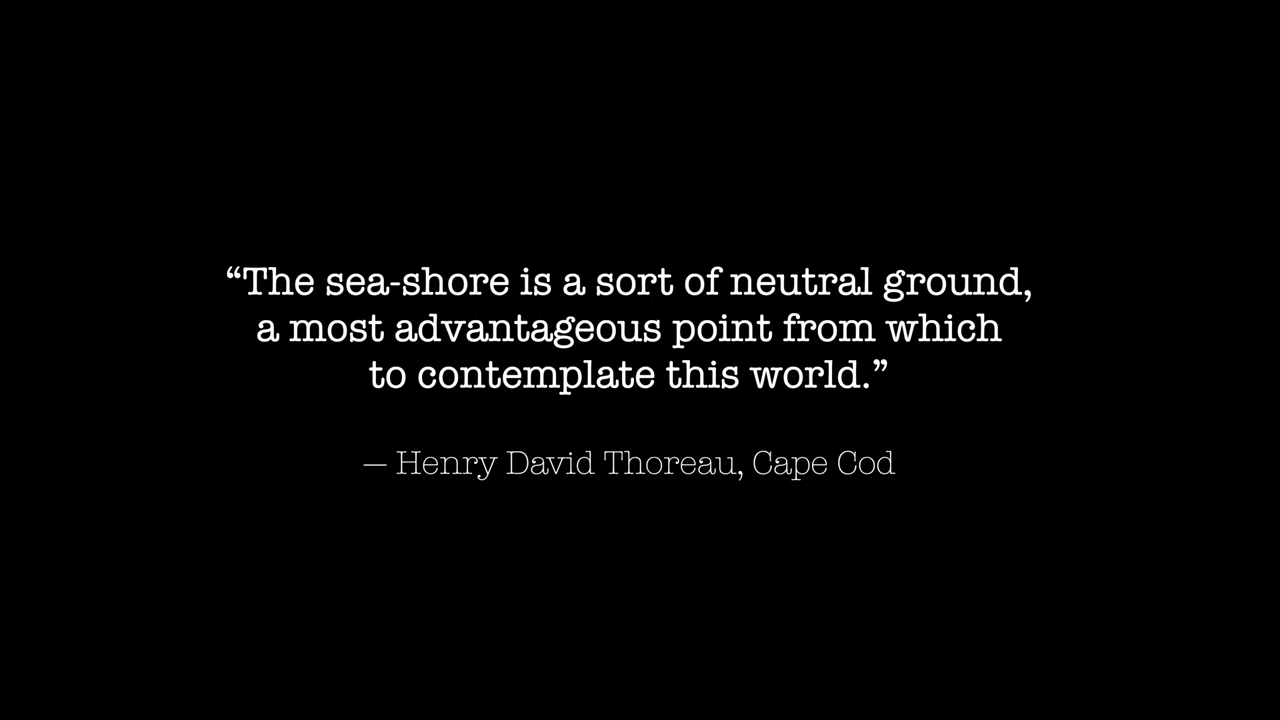 “The sea-shore is a sort of neutral ground,
a most advantageous point from which
to contemplate this world.”
— Henry David Thoreau, Cape Cod